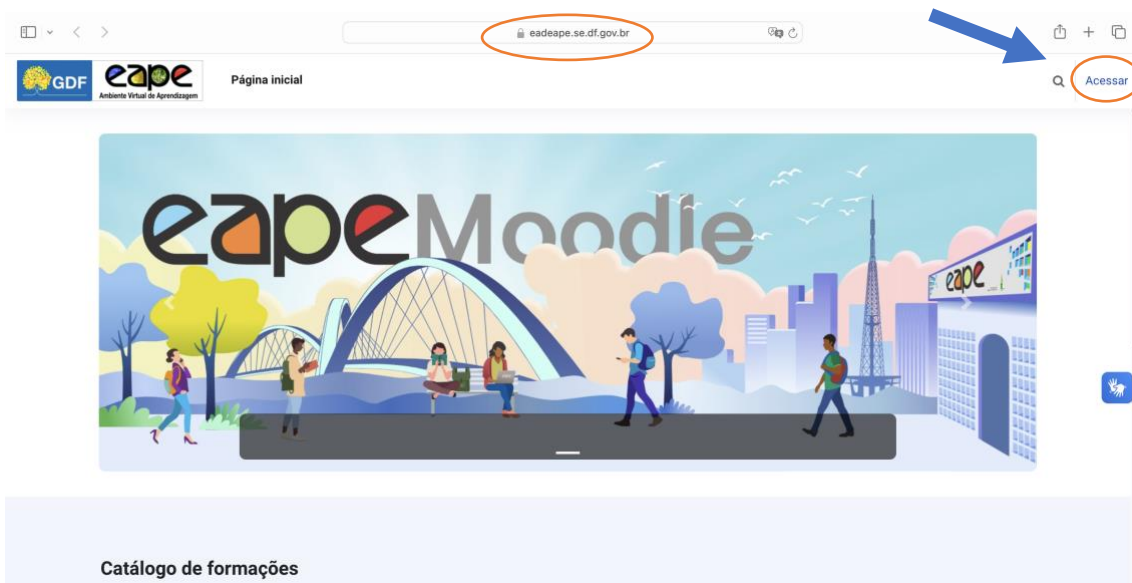 eadeape.se.df.gov.br
GDF
eape
Ambiente Virtual de Aprendizagem
Página inicial
Acessar
eapeMoodle
eape
Catálogo de formações